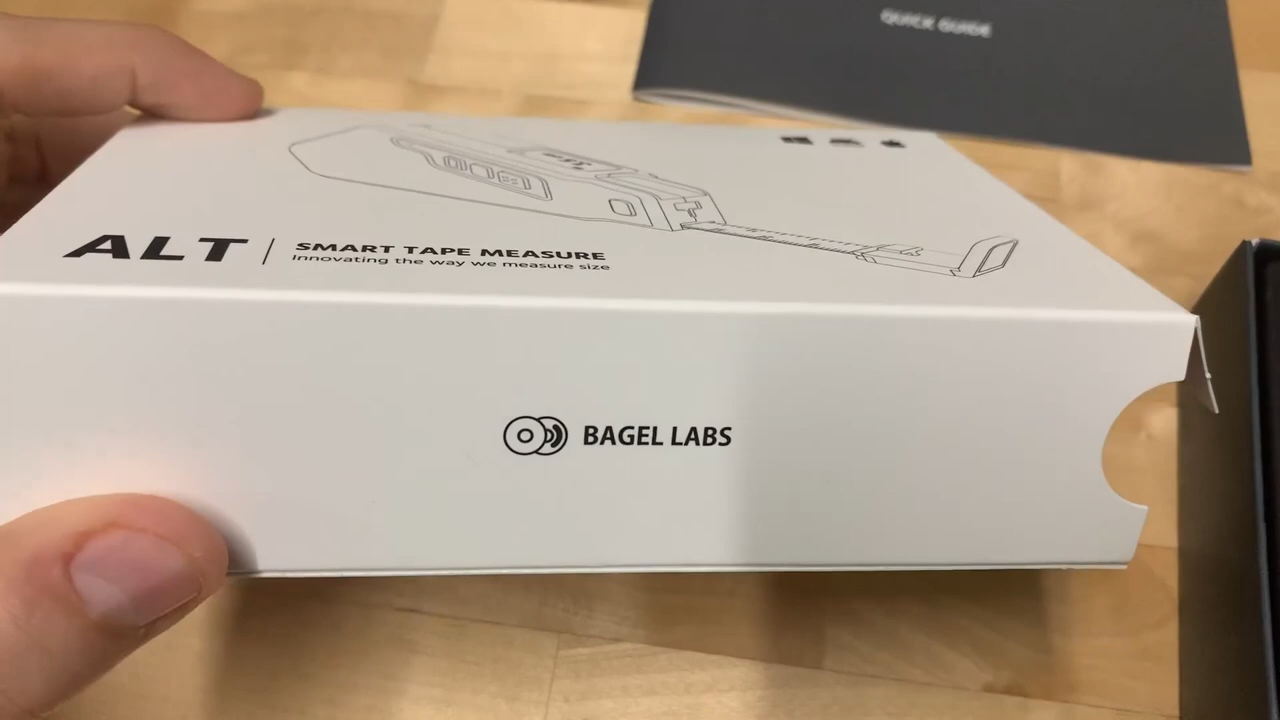 QUICK GUIDE
ALT
SMART TAPE MEASURE
Innovating the way we measure size
BAGEL LABS